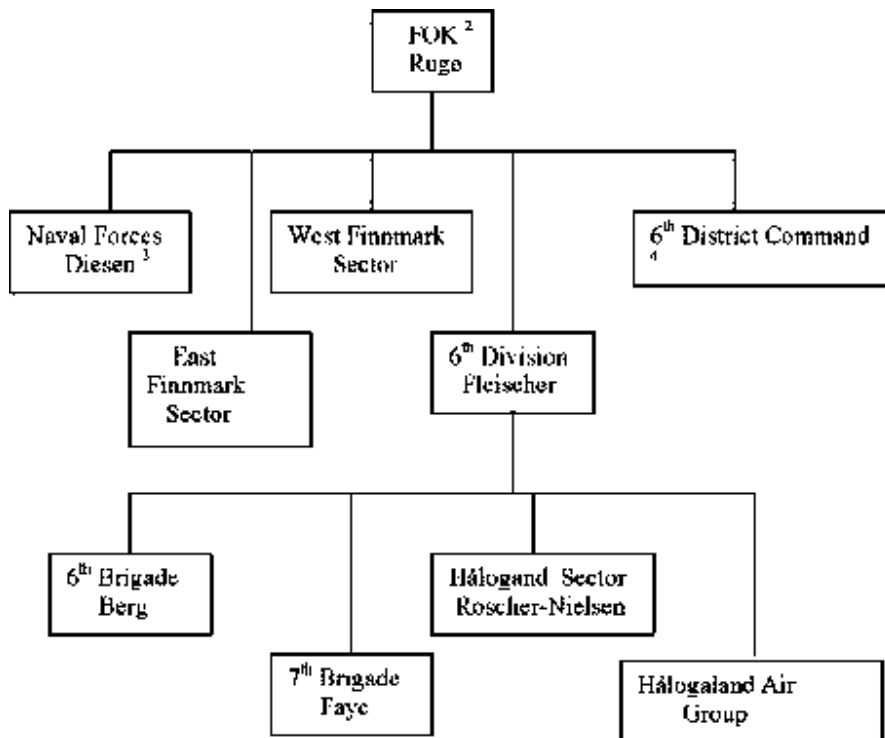 FOK 2
Rugø
Naval Forces
Diesen 3
West Finnmark
Sector
6th District Command
4
East
Finnmark
Sector
6th Division
Fleischer
6th Brigade
Berg
Hålogand Sector
Roscher-Nielsen
7th Brigade
Faye
Hålogaland Air
Group